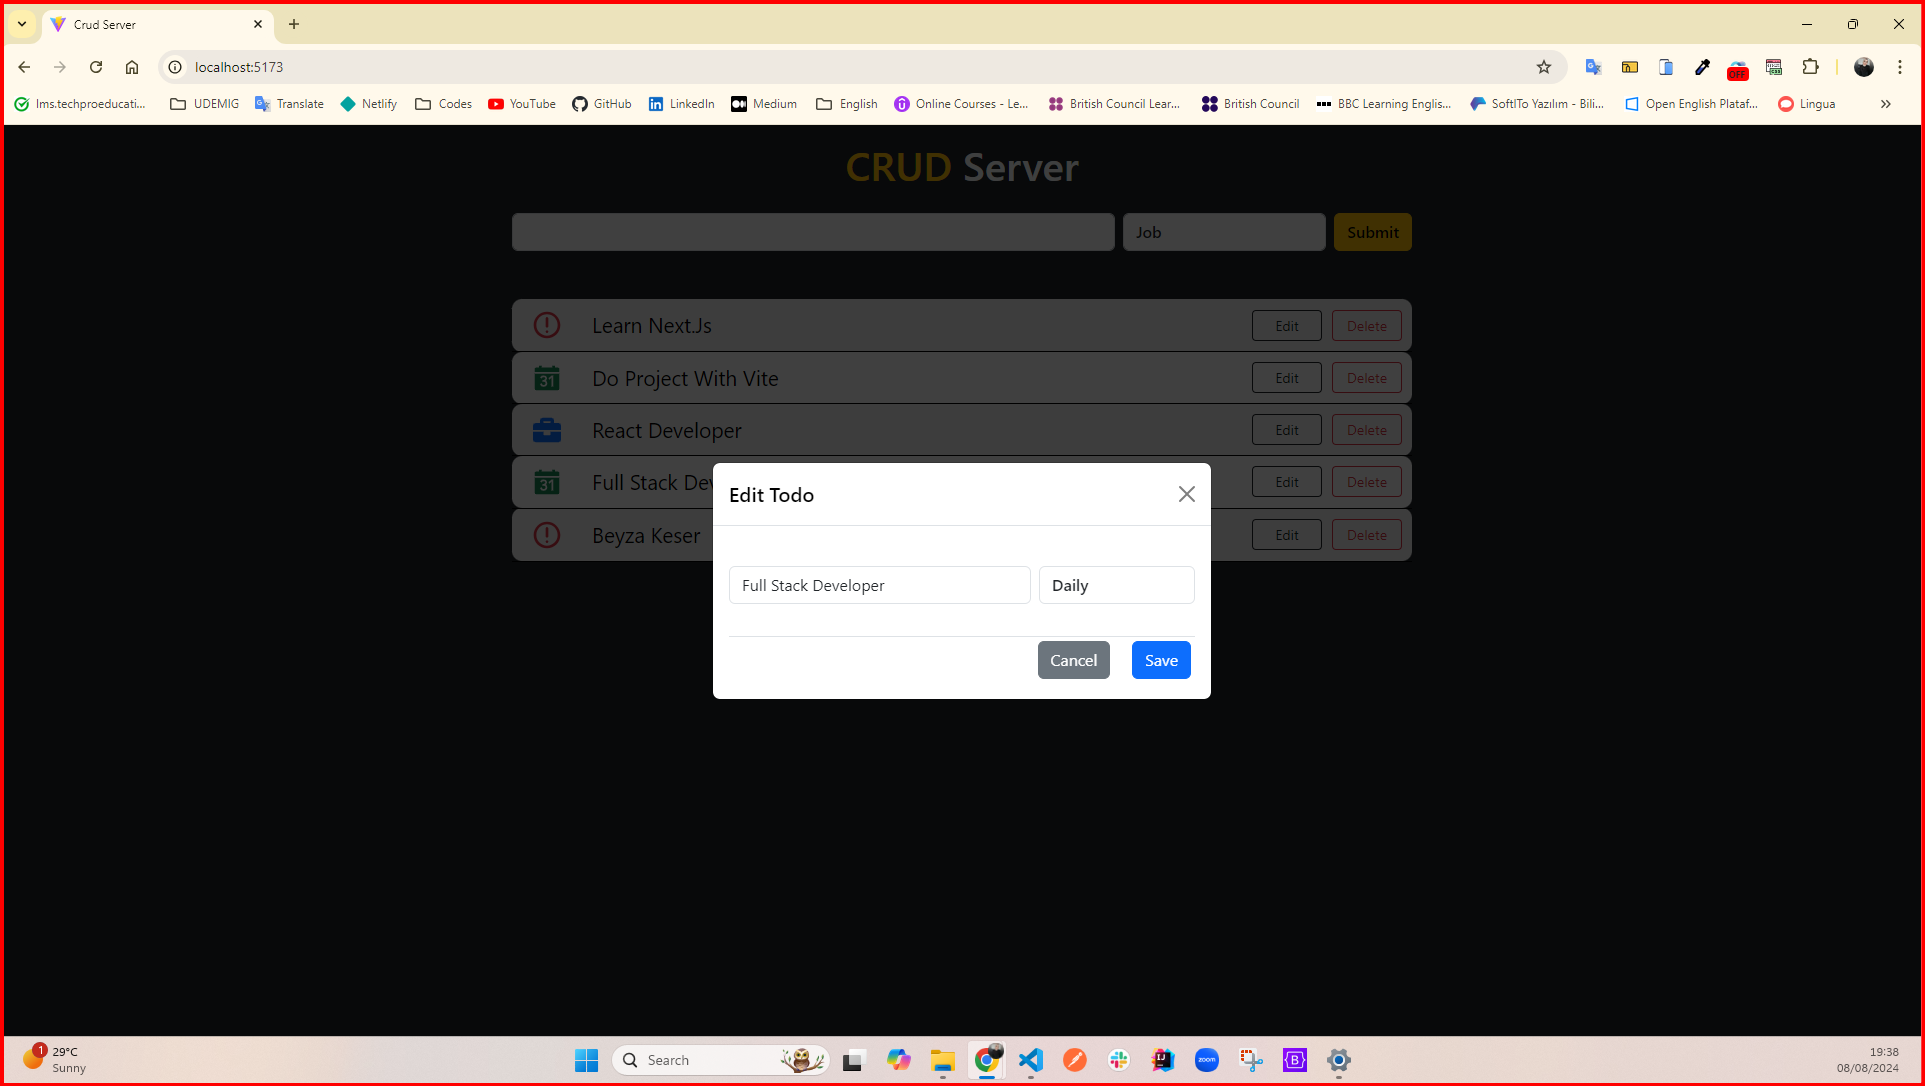 Crud Server
localhost:5173
OFF
lms.techproeducati...
UDEMIG
Translate
Netlify
Codes
YouTube
GitHub
LinkedIn
Medium
English
Online Courses - Le...
British Council Lear...
British Council
BBC Learning Englis...
SoftITo Yazılım - Bili...
Open English Plataf...
Lingua
CRUD Server
Job
Submit
Learn Next.Js
Edit
Delete
31
Do Project With Vite
Edit
Delete
React Developer
Edit
Delete
31
Full Stack Dev
Edit
Delete
Beyza Keser
Edit
Delete
Edit Todo
Full Stack Developer
Daily
Cancel
Save
1
29°C
Sunny
Search
zoom
19:38
08/08/2024